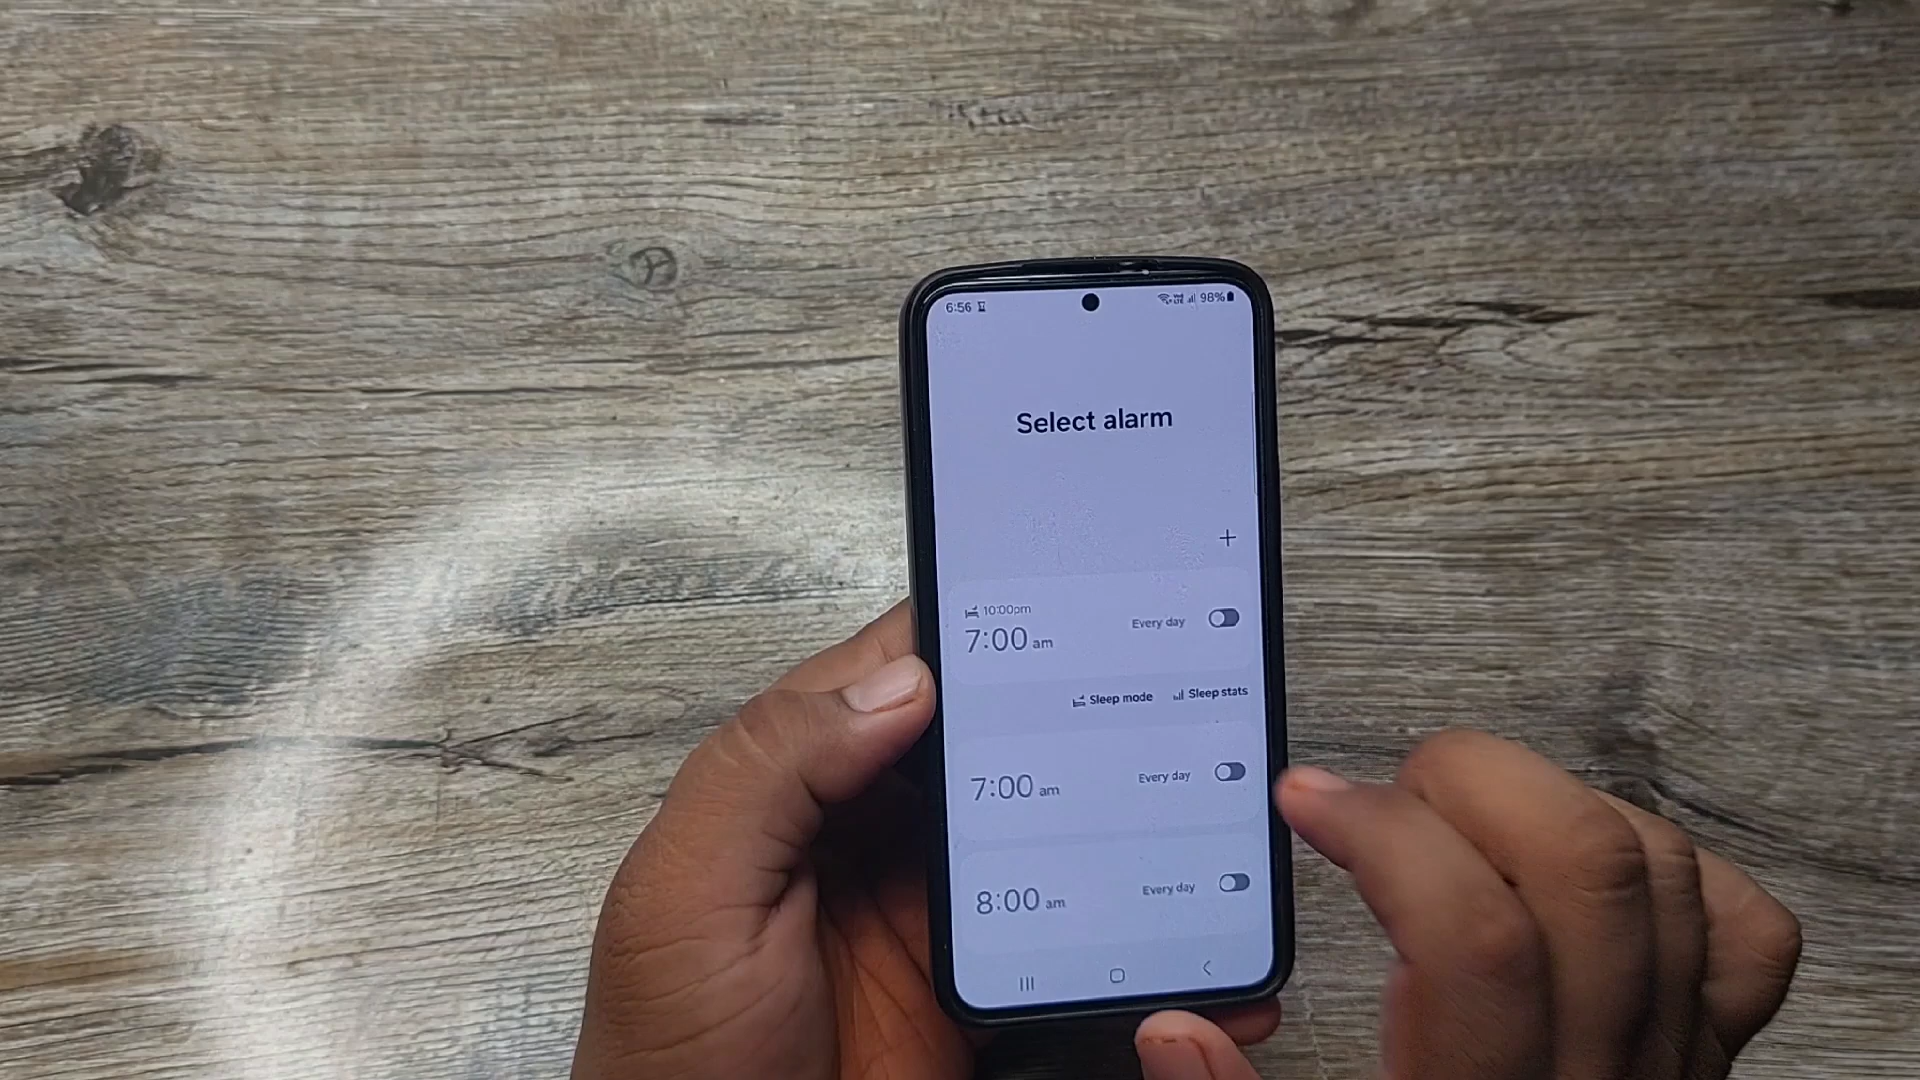 6:56
98%
Select alarm
+
10:00pm
7:00 am Every day
Sleep mode Sleep stats
7:00 am Every day
8:00 am Every day